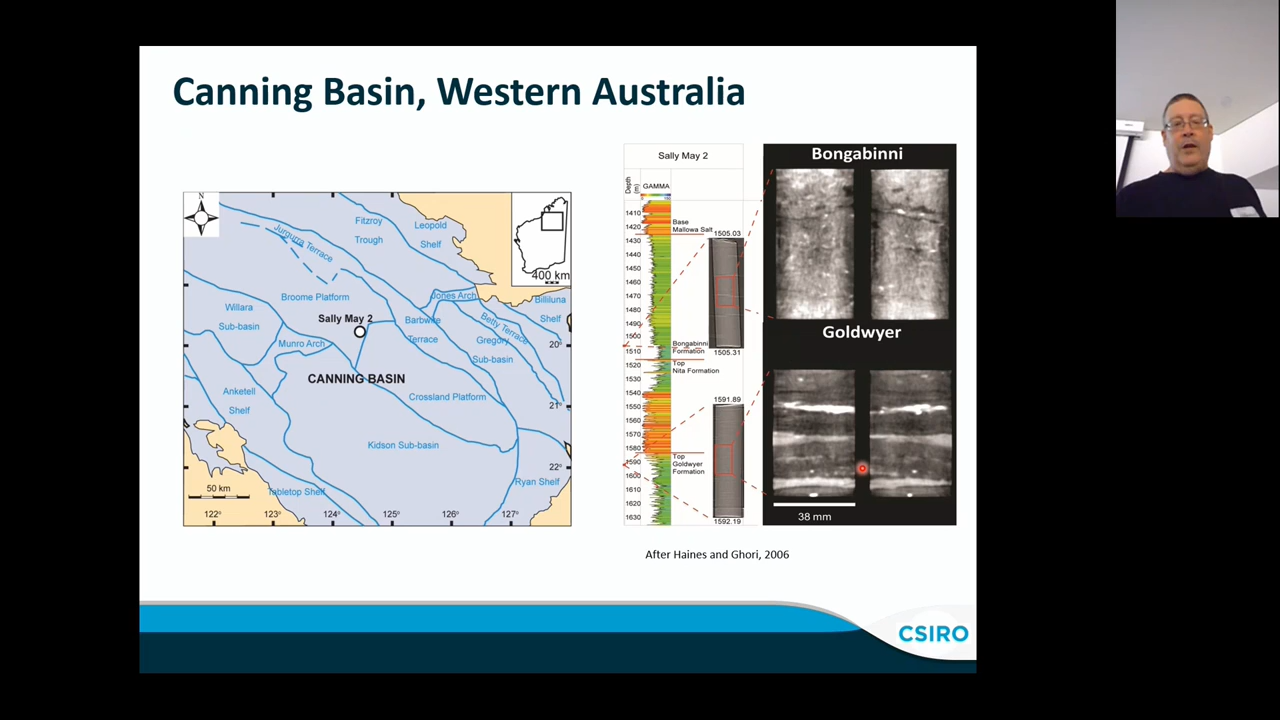 Canning Basin, Western Australia
N
Fitzroy
Trough
Leopold
Shelf
400 km
Jurgurra Terrace
Broome Platform
Jones Arch
Billiluna
Shelf
Willara
Sub-basin
Sally May 2
Barbwire
Terrace
Betty Terrace
Gregory
Sub-basin
20°
Munro Arch
CANNING BASIN
Anketell
Shelf
Crossland Platform
21°
Kidson Sub-basin
22°
50 km
Tabletop Shelf
Ryan Shelf
122°
123°
124°
125°
126°
127°
Sally May 2
Depth
(m)
GAMMA
1410
1420
1430
1440
1450
1460
1470
1480
1490
1500
1510
1520
1530
1540
1550
1560
1570
1580
1590
1600
1610
1620
1630
Base
Mallowa Salt
1505.03
Bongabinni
Formation
1505.31
Top
Nita Formation
1591.89
Top
Goldwyer
Formation
1592.19
Bongabinni
Goldwyer
38 mm
After Haines and Ghori, 2006
CSIRO